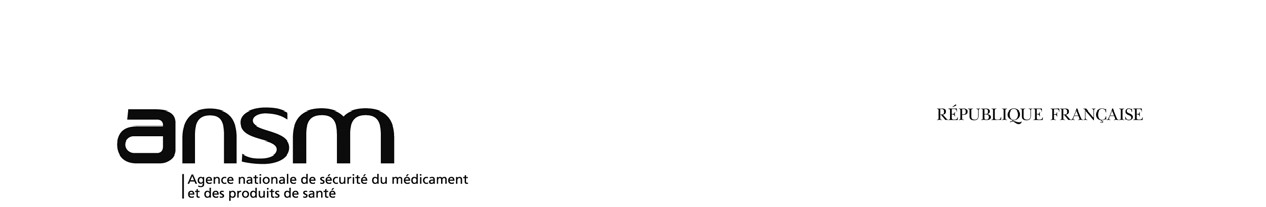 ansm
Agence nationale de sécurité du médicament
et des produits de santé
RÉPUBLIQUE FRANÇAISE